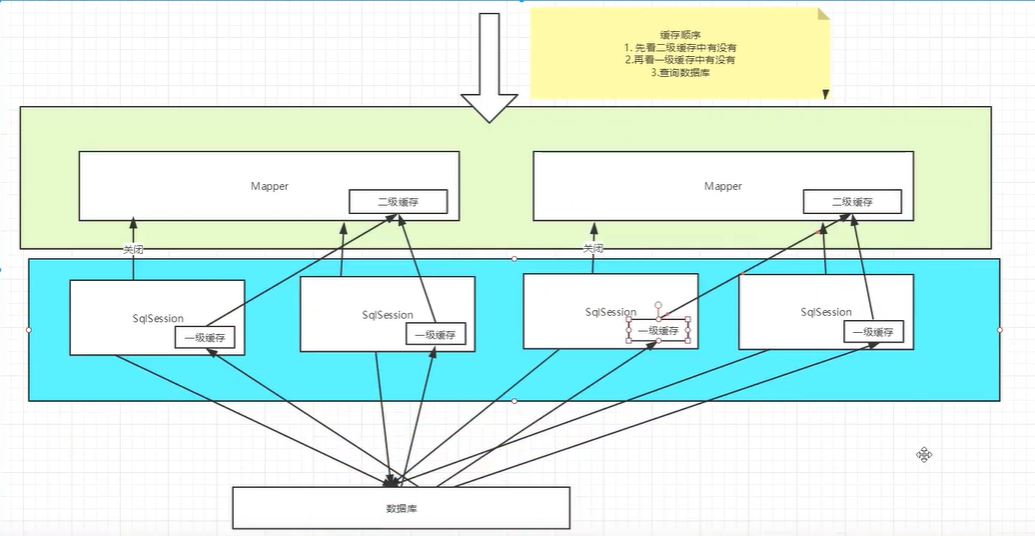 缓存顺序
1. 先看二级缓存中有没有
2.再看一级缓存中有没有
3.查询数据库
Mapper
二级缓存
Mapper
二级缓存
关闭
关闭
SqlSession
一级缓存
SqlSession
一级缓存
SqlSession
一级缓存
SqlSession
一级缓存
数据库